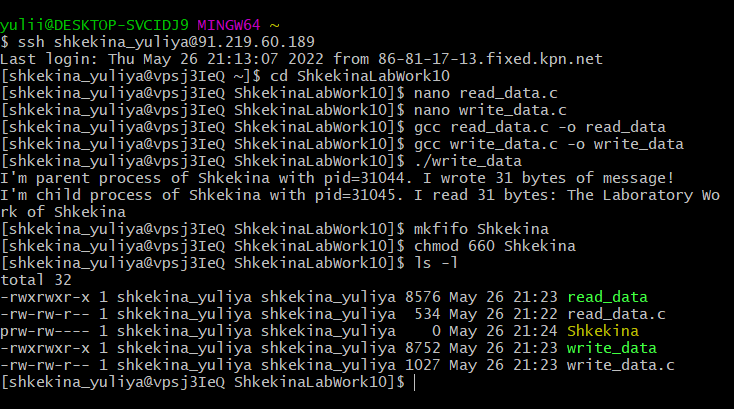 yulii@DESKTOP-SVCIDJ9 MINGW64 ~
$ ssh shkekina_yuliya@91.219.60.189
Last login: Thu May 26 21:13:07 2022 from 86-81-17-13.fixed.kpn.net
[shkekina_yuliya@vpsj3IeQ ~]$ cd ShkekinaLabWork10
[shkekina_yuliya@vpsj3IeQ ShkekinaLabWork10]$ nano read_data.c
[shkekina_yuliya@vpsj3IeQ ShkekinaLabWork10]$ nano write_data.c
[shkekina_yuliya@vpsj3IeQ ShkekinaLabWork10]$ gcc read_data.c -o read_data
[shkekina_yuliya@vpsj3IeQ ShkekinaLabWork10]$ gcc write_data.c -o write_data
[shkekina_yuliya@vpsj3IeQ ShkekinaLabWork10]$ ./write_data
I'm parent process of Shkekina with pid=31044. I wrote 31 bytes of message!
I'm child process of Shkekina with pid=31045. I read 31 bytes: The Laboratory Wo
rk of Shkekina
[shkekina_yuliya@vpsj3IeQ ShkekinaLabWork10]$ mkfifo Shkekina
[shkekina_yuliya@vpsj3IeQ ShkekinaLabWork10]$ chmod 660 Shkekina
[shkekina_yuliya@vpsj3IeQ ShkekinaLabWork10]$ ls -l
total 32
-rwxrwxr-x 1 shkekina_yuliya shkekina_yuliya 8576 May 26 21:23 read_data
-rw-rw-r-- 1 shkekina_yuliya shkekina_yuliya  534 May 26 21:22 read_data.c
prw-rw---- 1 shkekina_yuliya shkekina_yuliya    0 May 26 21:24 Shkekina
-rwxrwxr-x 1 shkekina_yuliya shkekina_yuliya 8752 May 26 21:23 write_data
-rw-rw-r-- 1 shkekina_yuliya shkekina_yuliya 1027 May 26 21:23 write_data.c
[shkekina_yuliya@vpsj3IeQ ShkekinaLabWork10]$